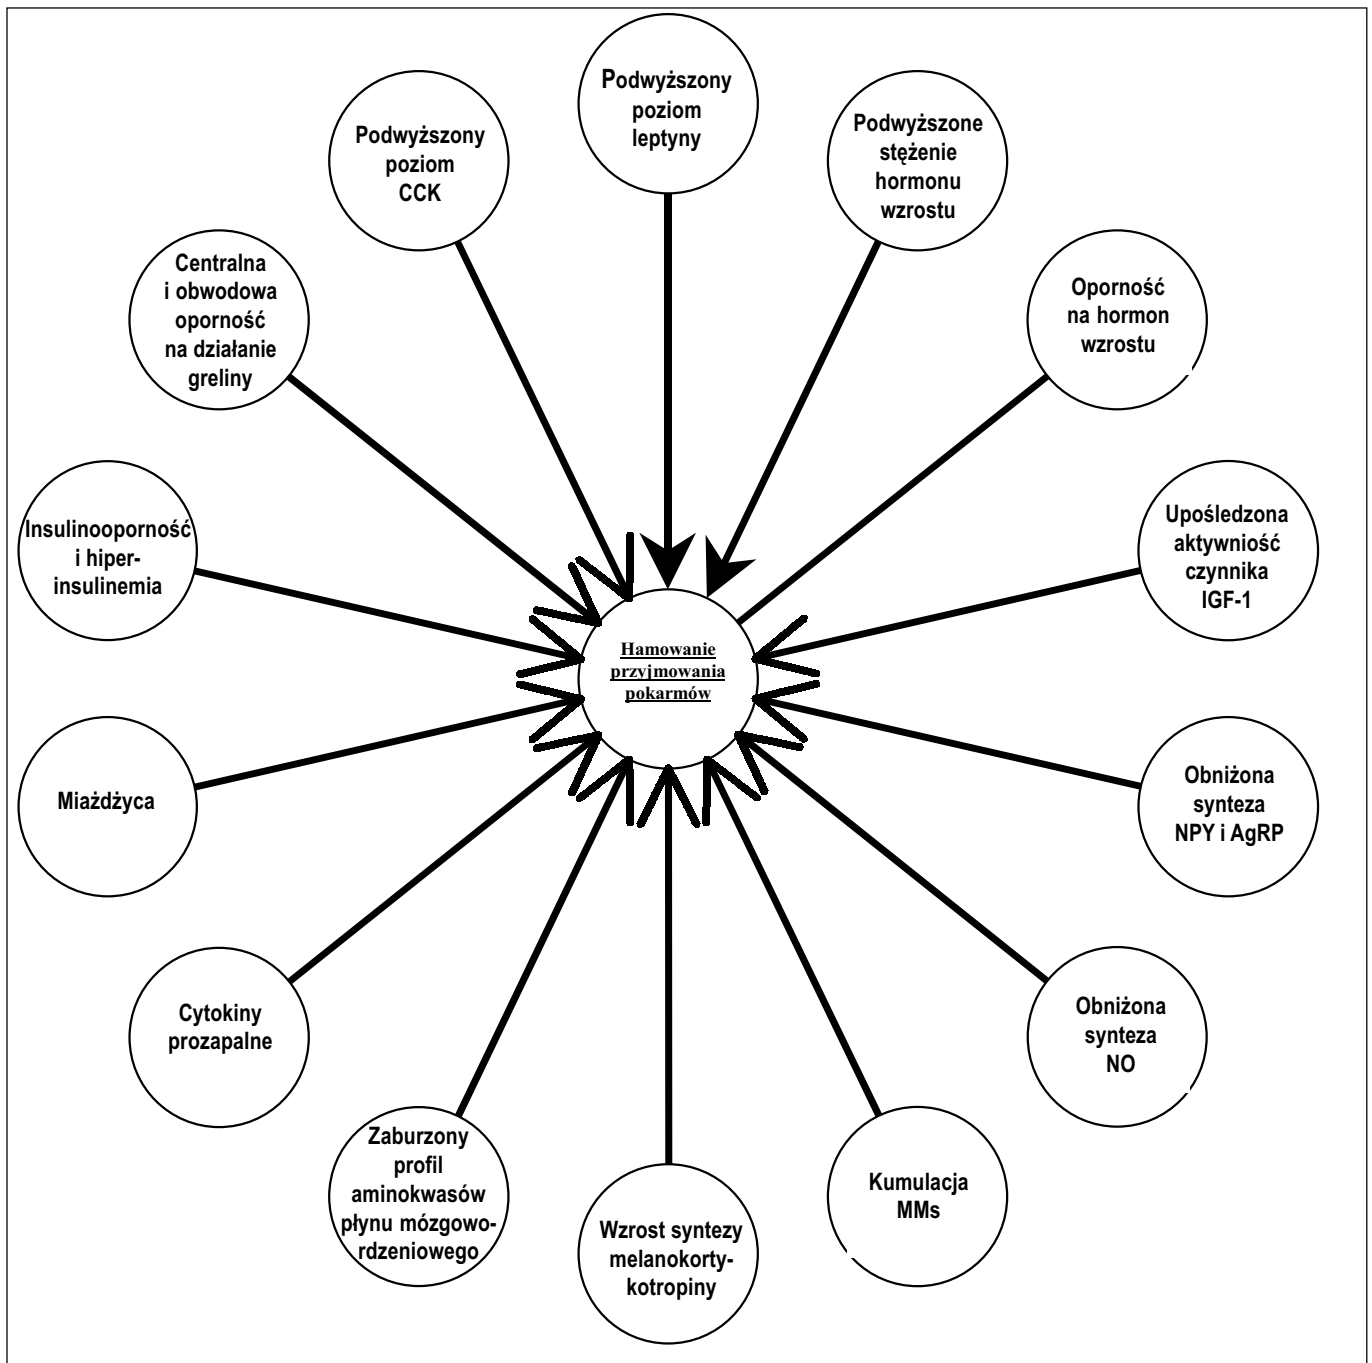 Podwyższony
poziom
leptyny
Podwyższone
stężenie
hormonu
wzrostu
Oporność
na hormon
wzrostu
Upośledzona
aktywniość
czynnika
IGF-1
Obniżona
synteza
NPY i AgRP
Obniżona
synteza
NO
Kumulacja
MMs
Wzrost syntezy
melanokorty-
kotropiny
Zaburzony
profil
aminokwasów
płynu mózgowo-
rdzeniowego
Cytokiny
prozapalne
Miażdżyca
Insulinooporność
i hiper-
insulinemia
Centralna
i obwodowa
oporność
na działanie
greliny
Podwyższony
poziom
CCK
Hamowanie
przyjmowania
pokarmów